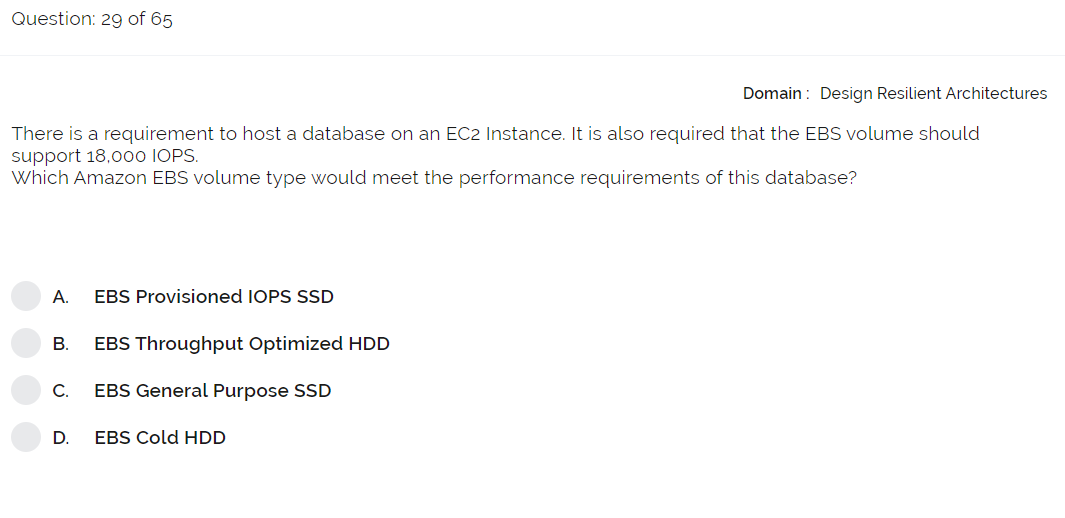 Question: 29 of 65
Domain : Design Resilient Architectures
There is a requirement to host a database on an EC2 Instance. It is also required that the EBS volume should
support 18,000 IOPS.
Which Amazon EBS volume type would meet the performance requirements of this database?
A. EBS Provisioned IOPS SSD
B. EBS Throughput Optimized HDD
C. EBS General Purpose SSD
D. EBS Cold HDD